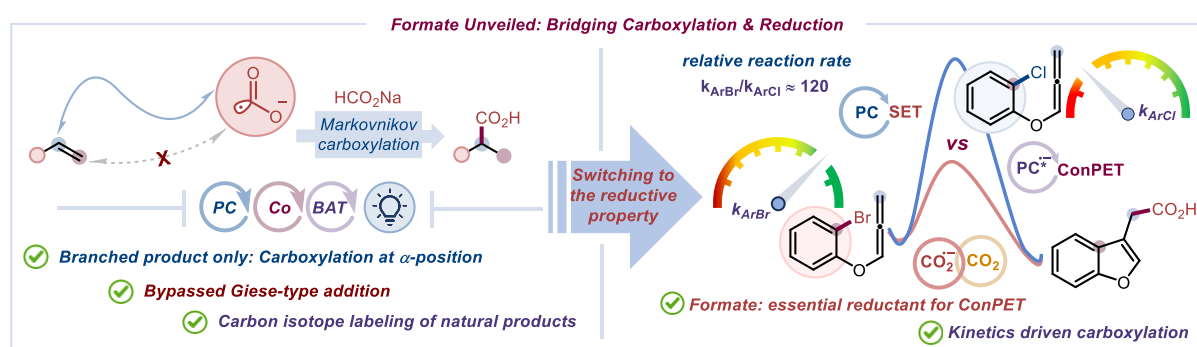 Formate Unveiled: Bridging Carboxylation & Reduction
O
O
−
HCO₂Na
Markovnikov
carboxylation
CO₂H
X
PC
Co
BAT
Branched product only: Carboxylation at α-position
Bypassed Giese-type addition
Carbon isotope labeling of natural products
Switching to
the reductive
property
relative reaction rate
kArBr/kArCl ≈ 120
PC SET
Cl
O
kArCl
vs
PC*•− ConPET
kArBr
Br
O
CO₂•−
CO₂
CO₂H
O
Formate: essential reductant for ConPET
Kinetics driven carboxylation